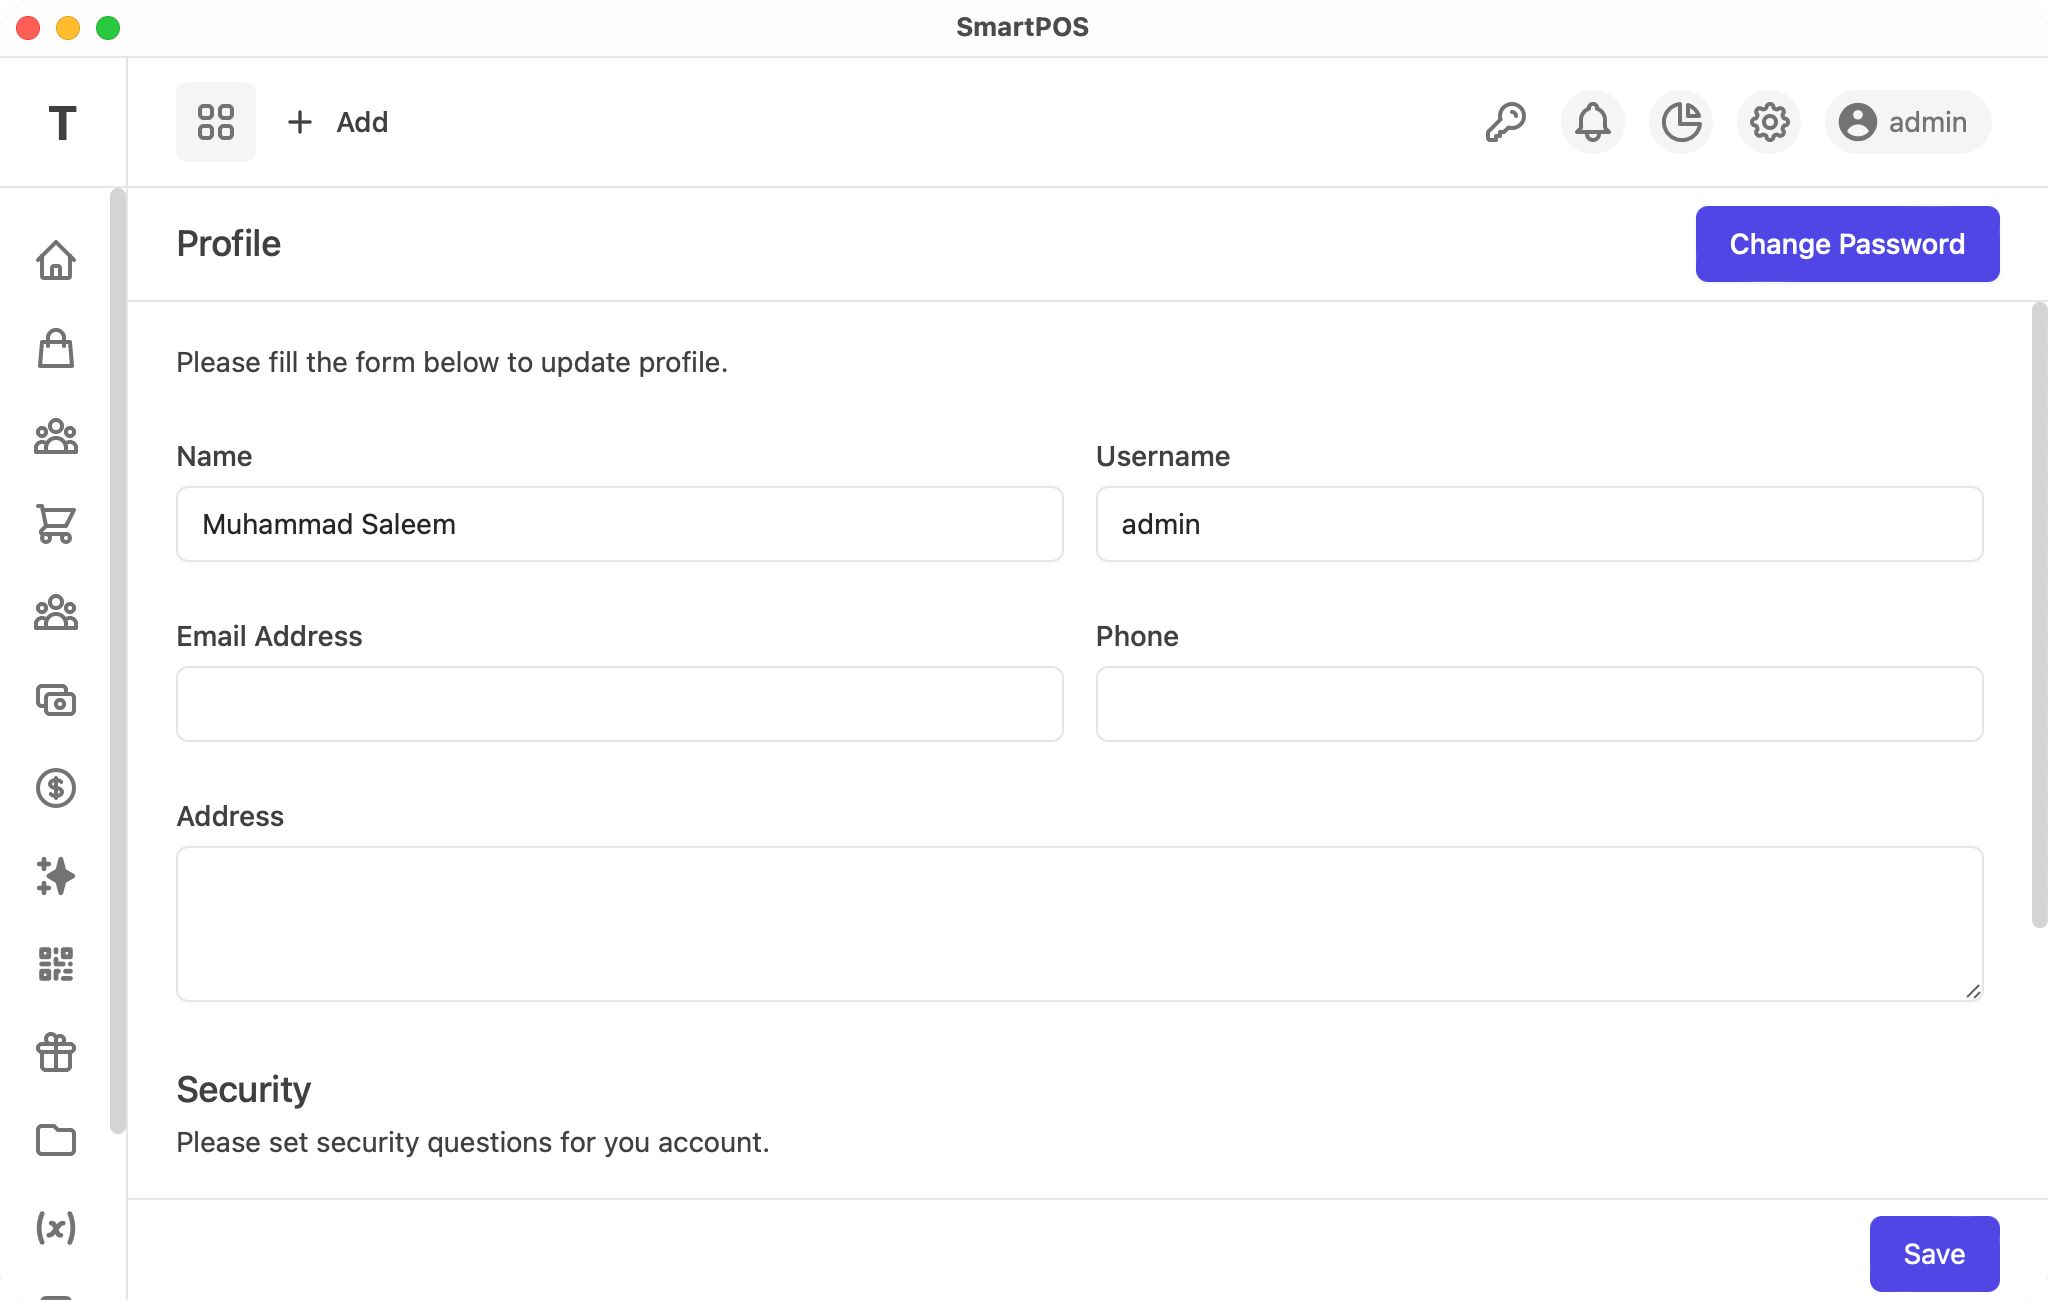 SmartPOS
T
Add
admin
Profile
Change Password
Please fill the form below to update profile.
Name
Username
Muhammad Saleem
admin
Email Address
Phone
Address
Security
Please set security questions for you account.
(x)
Save